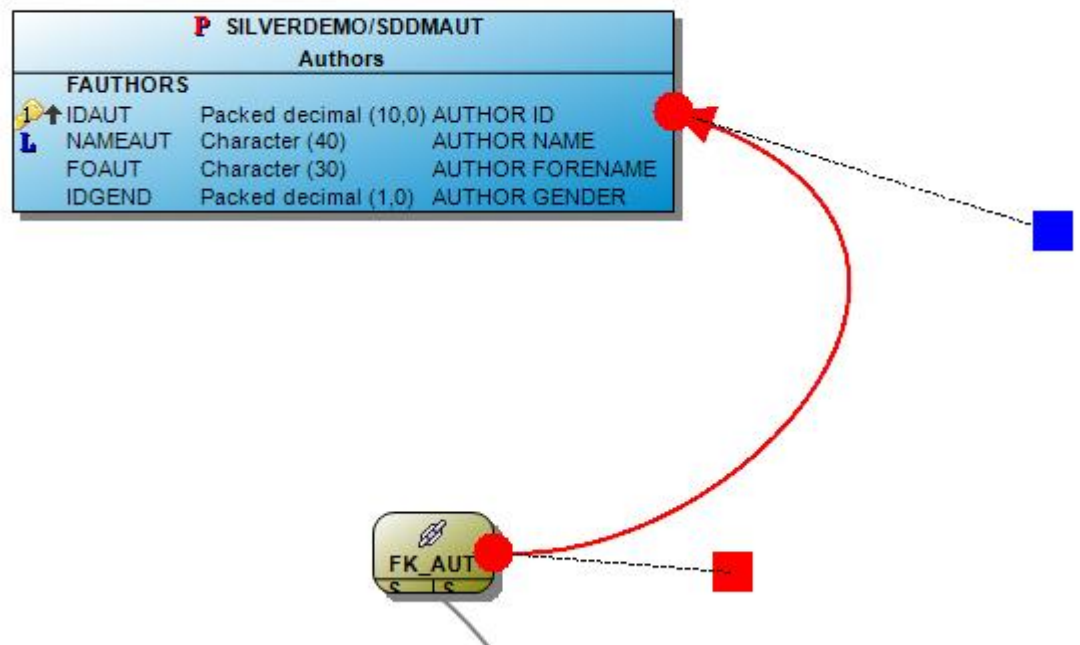 P SILVERDEMO/SDDMAUT
Authors
FAUTHORS
1 IDAUT Packed decimal (10,0) AUTHOR ID
L NAMEAUT Character (40) AUTHOR NAME
FOAUT Character (30) AUTHOR FORENAME
IDGEND Packed decimal (1,0) AUTHOR GENDER
FK_AUT
S S